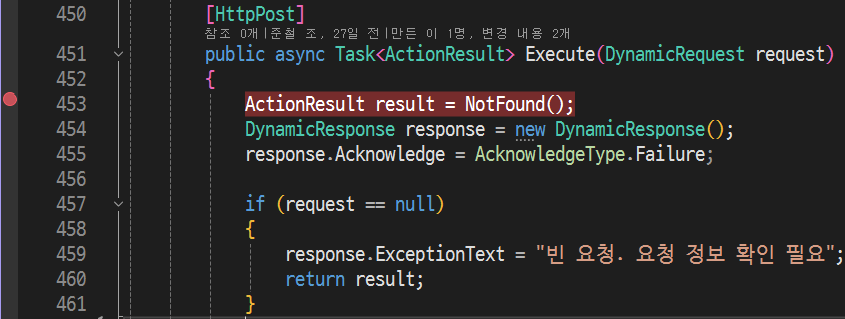 450 [HttpPost]
참조 0개|준철 조, 27일 전|만든 이 1명, 변경 내용 2개
451 public async Task<ActionResult> Execute(DynamicRequest request)
452 {
453 ActionResult result = NotFound();
454 DynamicResponse response = new DynamicResponse();
455 response.Acknowledge = AcknowledgeType.Failure;
456
457 if (request == null)
458 {
459 response.ExceptionText = "빈 요청. 요청 정보 확인 필요";
460 return result;
461 }